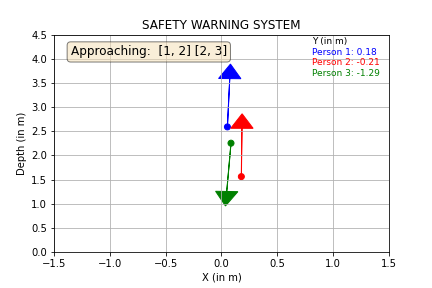 SAFETY WARNING SYSTEM
Approaching:  [1, 2] [2, 3]
Y (in m)
Person 1: 0.18
Person 2: -0.21
Person 3: -1.29
Depth (in m)
4.5
4.0
3.5
3.0
2.5
2.0
1.5
1.0
0.5
0.0
−1.5 −1.0 −0.5 0.0 0.5 1.0 1.5
X (in m)